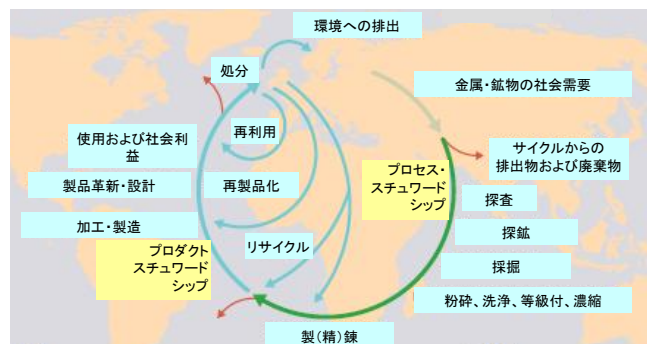 環境への排出
処分
金属・鉱物の社会需要
使用および社会利
益
再利用
サイクルからの
排出物および廃棄物
プロセス・
スチュワード
シップ
製品革新・設計
再製品化
探査
加工・製造
探鉱
プロダクト
スチュワード
シップ
リサイクル
採掘
粉砕、洗浄、等級付、濃縮
製(精)錬